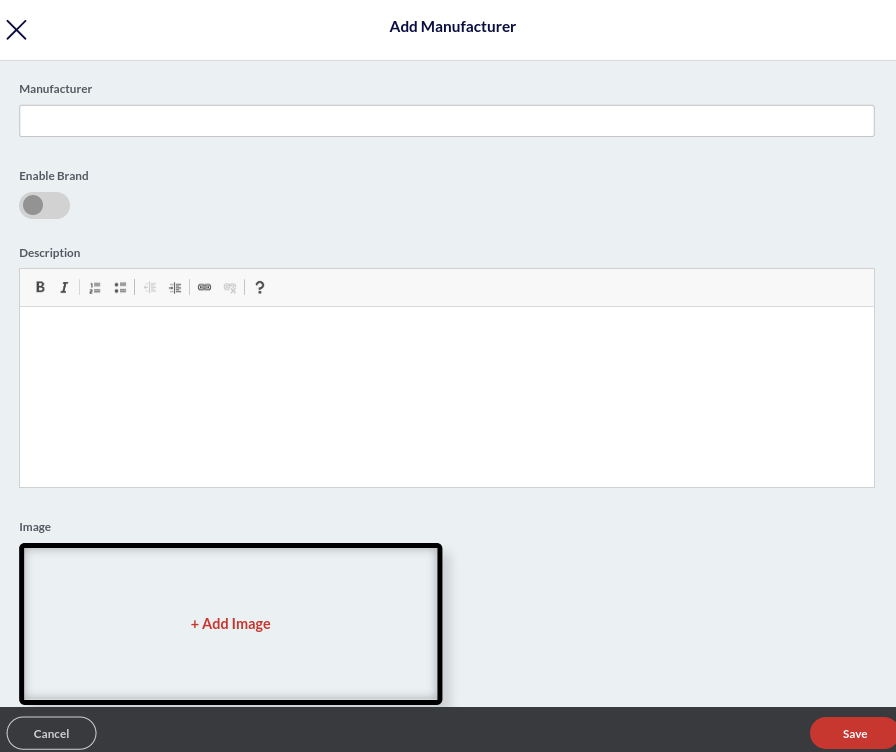 Add Manufacturer
Manufacturer
Enable Brand
Description
B I ?
Image
+ Add Image
Cancel
Save